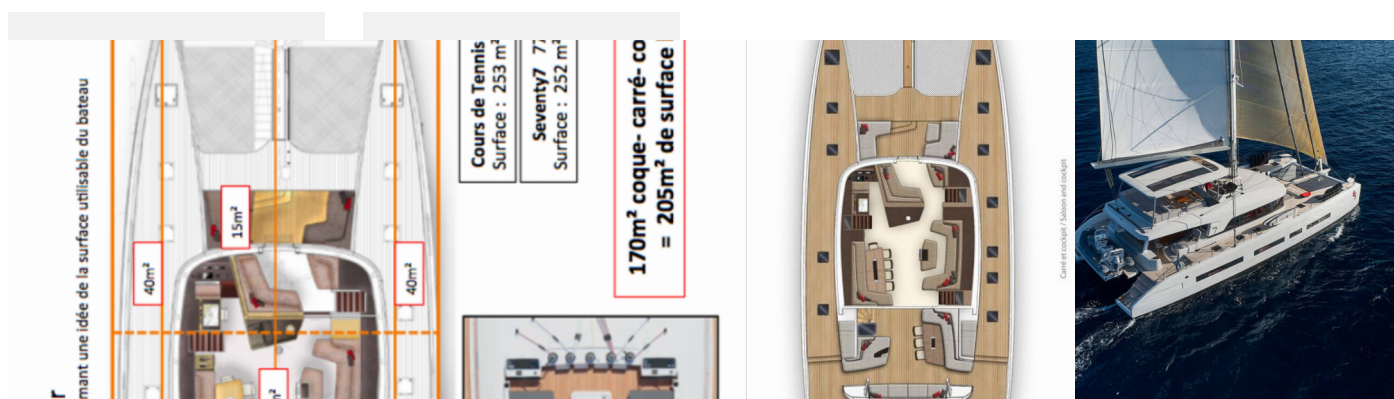 mant une idée de la surface utilisable du bateau
40m²
15m²
40m²
m²
Cours de Tennis
Surface : 253 m²
Seventy7 77
Surface : 252 m²
170m² coque- carré- co
= 205m² de surface
Carré et cockpit / Saloon and cockpit